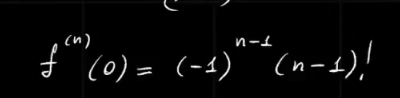 f^(n)(0) = (-1)^n-1 (n-1)!